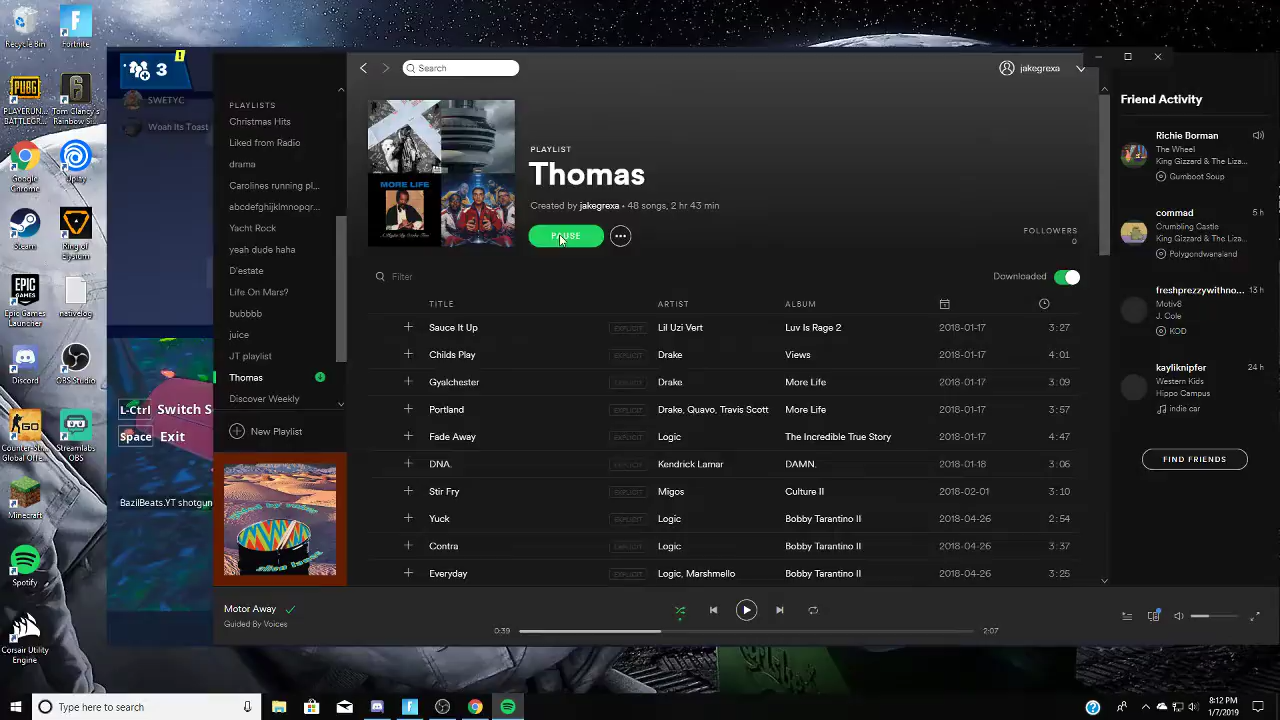 Recycle Bin
Fortnite
PLAYERUN...
BATTLEGR...
Tom Clancy's
Rainbow Si...
Google
Chrome
Uplay
Steam
Ring of
Elysium
EPIC
GAMES
Epic Games
Launcher
nativelog
Discord
OBS Studio
GO
Counter-St...
Global Offe...
Streamlabs
OBS
Minecraft
Spotify
Corsair Utility
Engine
3
!
SWETYC
Woah Its Toast
L-Ctrl Switch S
Space Exit
BazilBeats.YT shotgun
PLAYLISTS
Christmas Hits
Liked from Radio
drama
Carolines running pl...
abcdefghijklmnopqr...
Yacht Rock
yeah dude haha
D'estate
Life On Mars?
bubbbb
juice
JT playlist
Thomas
Discover Weekly
New Playlist
Search
jakegrexa
MORE LIFE
PLAYLIST
Thomas
Created by jakegrexa • 48 songs, 2 hr 43 min
PAUSE
FOLLOWERS
0
Filter
Downloaded
TITLE ARTIST ALBUM
Sauce It Up EXPLICIT Lil Uzi Vert Luv Is Rage 2 2018-01-17 3:27
Childs Play EXPLICIT Drake Views 2018-01-17 4:01
Gyalchester EXPLICIT Drake More Life 2018-01-17 3:09
Portland EXPLICIT Drake, Quavo, Travis Scott More Life 2018-01-17 3:57
Fade Away EXPLICIT Logic The Incredible True Story 2018-01-17 4:47
DNA. EXPLICIT Kendrick Lamar DAMN. 2018-01-18 3:06
Stir Fry EXPLICIT Migos Culture II 2018-02-01 3:10
Yuck EXPLICIT Logic Bobby Tarantino II 2018-04-26 2:54
Contra EXPLICIT Logic Bobby Tarantino II 2018-04-26 3:37
Everyday EXPLICIT Logic, Marshmello Bobby Tarantino II 2018-04-26 3:25
Friend Activity
Richie Borman
The Wheel
King Gizzard & The Liza...
Gumboot Soup
commad 5 h
Crumbling Castle
King Gizzard & The Liza...
Polygondwanaland
freshprezzywithno... 13 h
Motiv8
J. Cole
KOD
kayliknipfer 24 h
Western Kids
Hippo Campus
indie car
FIND FRIENDS
Motor Away
Guided By Voices
0:39
2:07
Type here to search
8:12 PM
1/7/2019